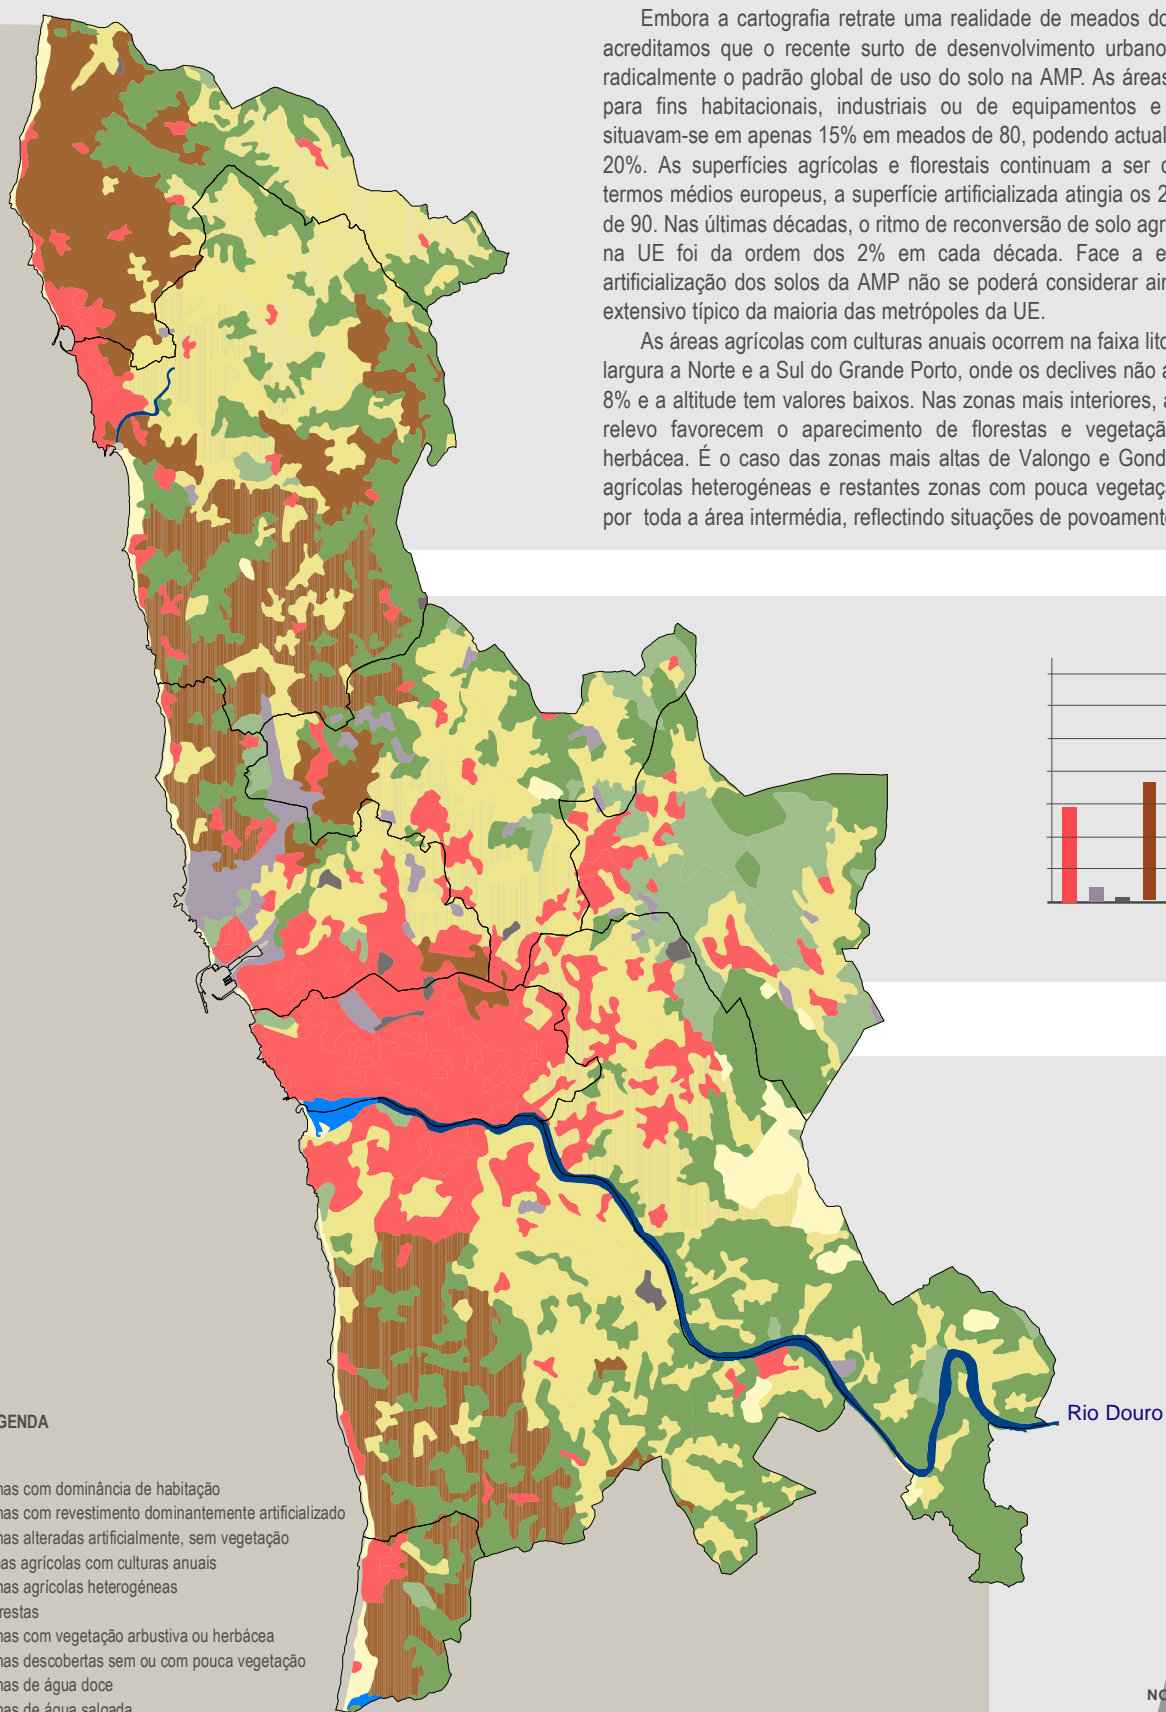 Embora a cartografia retrate uma realidade de meados do
acreditamos que o recente surto de desenvolvimento urbano
radicalmente o padrão global de uso do solo na AMP. As áreas
para fins habitacionais, industriais ou de equipamentos e
situavam-se em apenas 15% em meados de 80, podendo actual
20%. As superfícies agrícolas e florestais continuam a ser
termos médios europeus, a superfície artificializada atingia os 2
de 90. Nas últimas décadas, o ritmo de reconversão de solo agr
na UE foi da ordem dos 2% em cada década. Face a e
artificialização dos solos da AMP não se poderá considerar air
extensivo típico da maioria das metrópoles da UE.
As áreas agrícolas com culturas anuais ocorrem na faixa lito
largura a Norte e a Sul do Grande Porto, onde os declives não a
8% e a altitude tem valores baixos. Nas zonas mais interiores, a
relevo favorecem o aparecimento de florestas e vegetaçã
herbácea. É o caso das zonas mais altas de Valongo e Gond
agrícolas heterogéneas e restantes zonas com pouca vegetaç
por toda a área intermédia, reflectindo situações de povoament
Rio Douro
GENDA
nas com dominância de habitação
nas com revestimento dominantemente artificializado
nas alteradas artificialmente, sem vegetação
as agrícolas com culturas anuais
nas agrícolas heterogéneas
restas
nas com vegetação arbustiva ou herbácea
nas descobertas sem ou com pouca vegetação
nas de água doce
nas de água salgada
NO